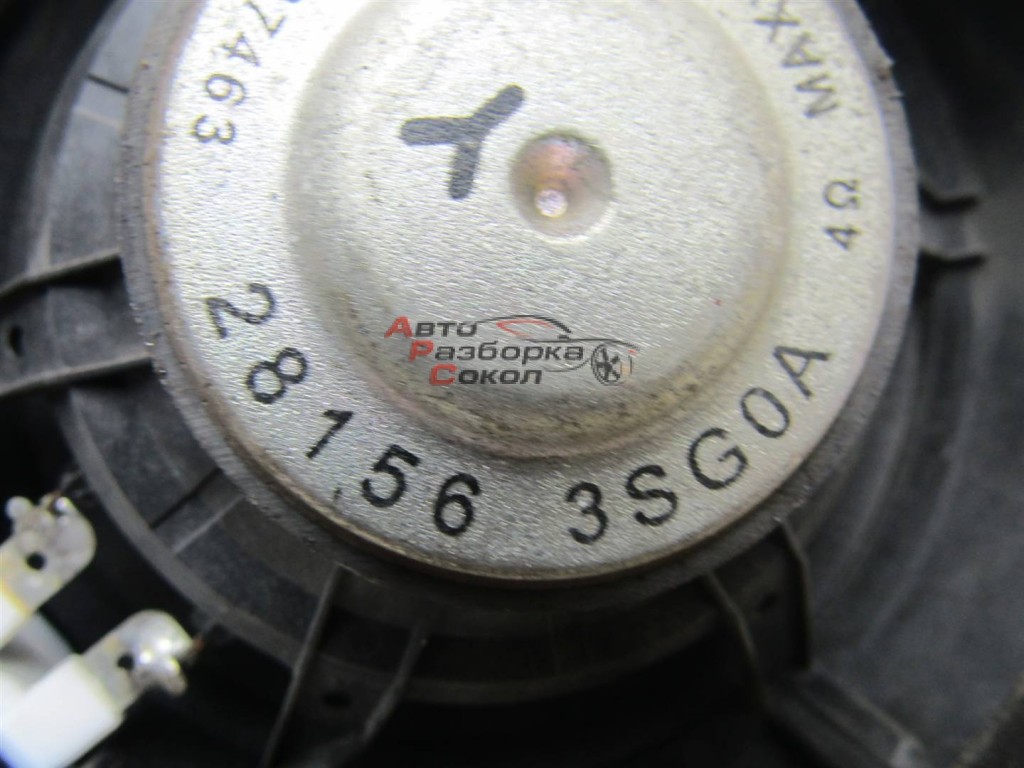 7463
28156 3SG0A
4Ω MAX
Y
Авто
Разборка
Сокол